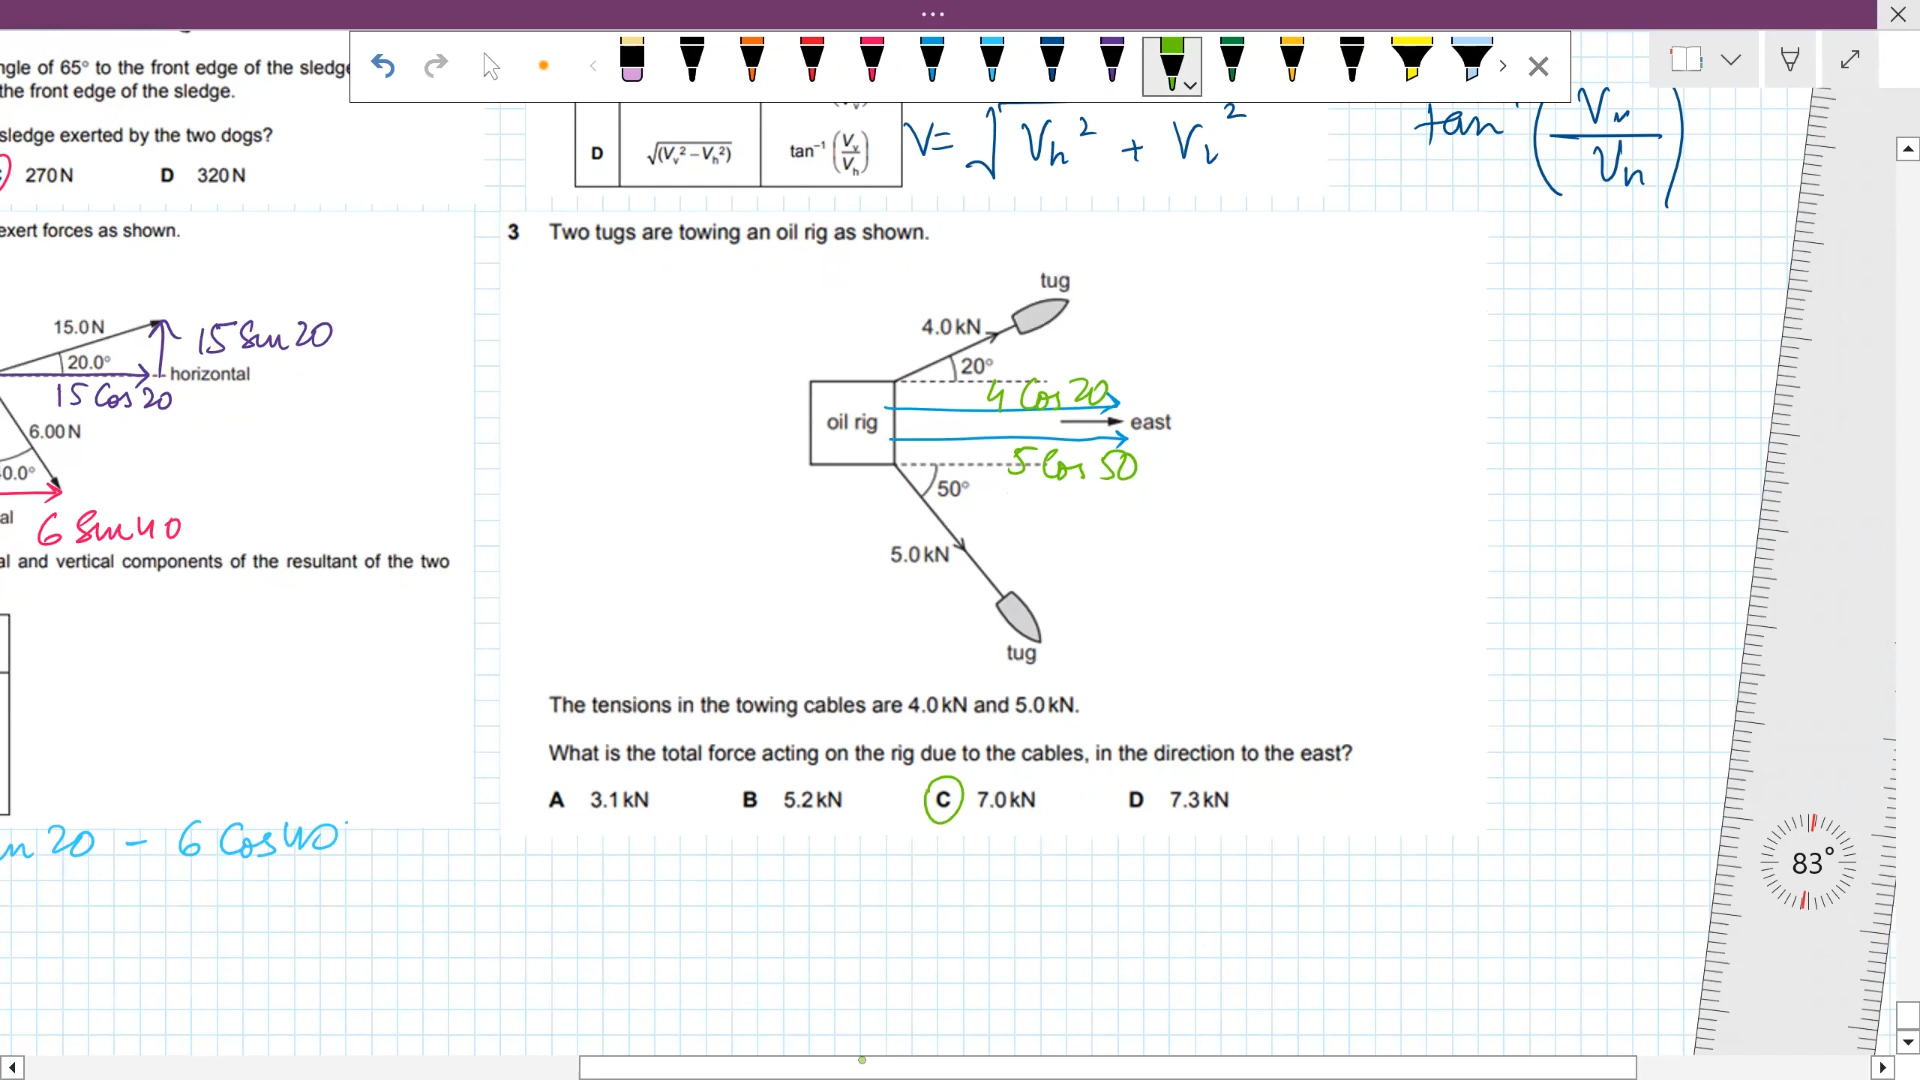 ngle of 65° to the front edge of the sledge
the front edge of the sledge.
sledge exerted by the two dogs?
270 N D 320 N
exert forces as shown.
15.0 N
15 Sin 20
20.0°
horizontal
15 Cos 20
6.00 N
0.0°
al
6 Sin 40
al and vertical components of the resultant of the two
n 20 - 6 Cos 40
D √(Vv² – Vh²) tan⁻¹ (Vv/Vh)
V = √ Vh² + Vv²
tan⁻¹ (Vv/Vh)
3 Two tugs are towing an oil rig as shown.
tug
4.0 kN
20°
4 Cos 20
oil rig
east
5 Cos 50
50°
5.0 kN
tug
The tensions in the towing cables are 4.0 kN and 5.0 kN.
What is the total force acting on the rig due to the cables, in the direction to the east?
A 3.1 kN B 5.2 kN C 7.0 kN D 7.3 kN
83°